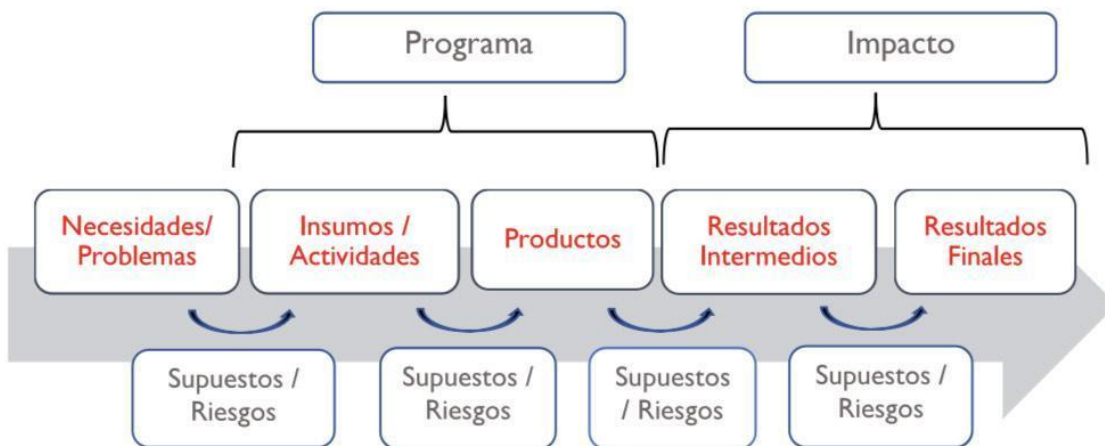 Programa
Impacto
Necesidades/
Problemas
Insumos /
Actividades
Productos
Resultados
Intermedios
Resultados
Finales
Supuestos /
Riesgos
Supuestos /
Riesgos
Supuestos
/ Riesgos
Supuestos /
Riesgos